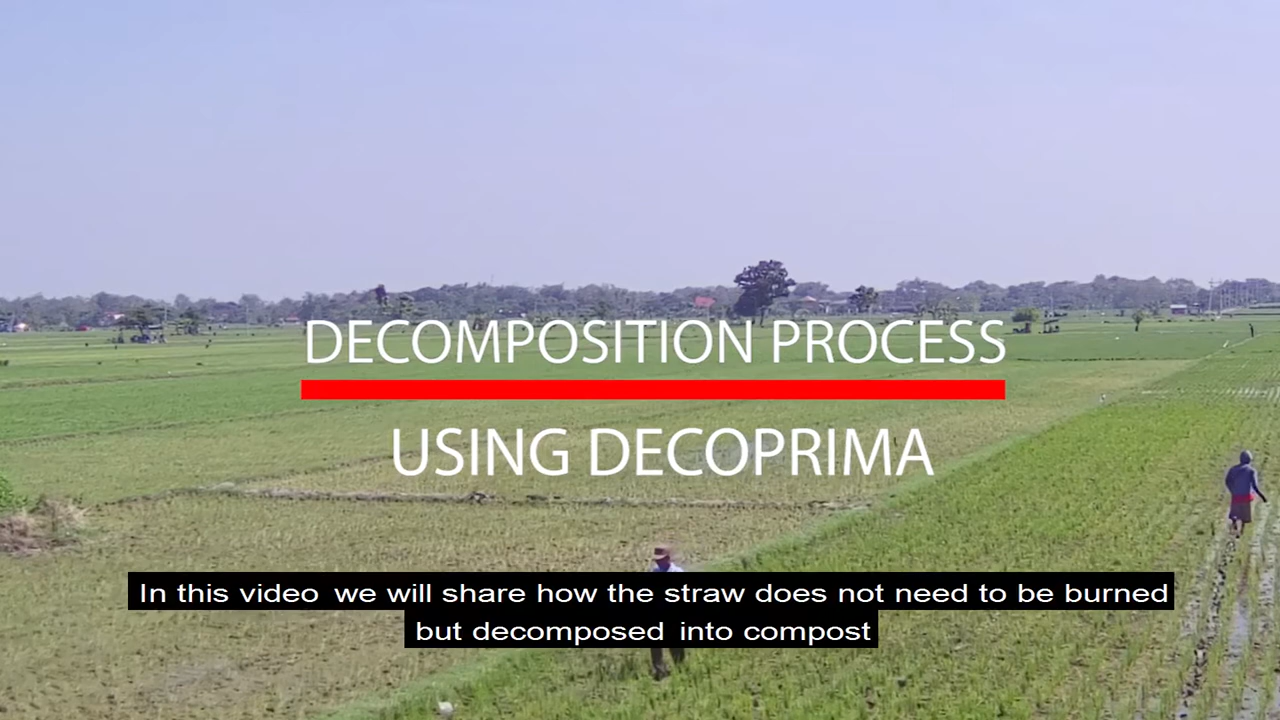 DECOMPOSITION PROCESS
USING DECOPRIMA
In this video we will share how the straw does not need to be burned
but decomposed into compost